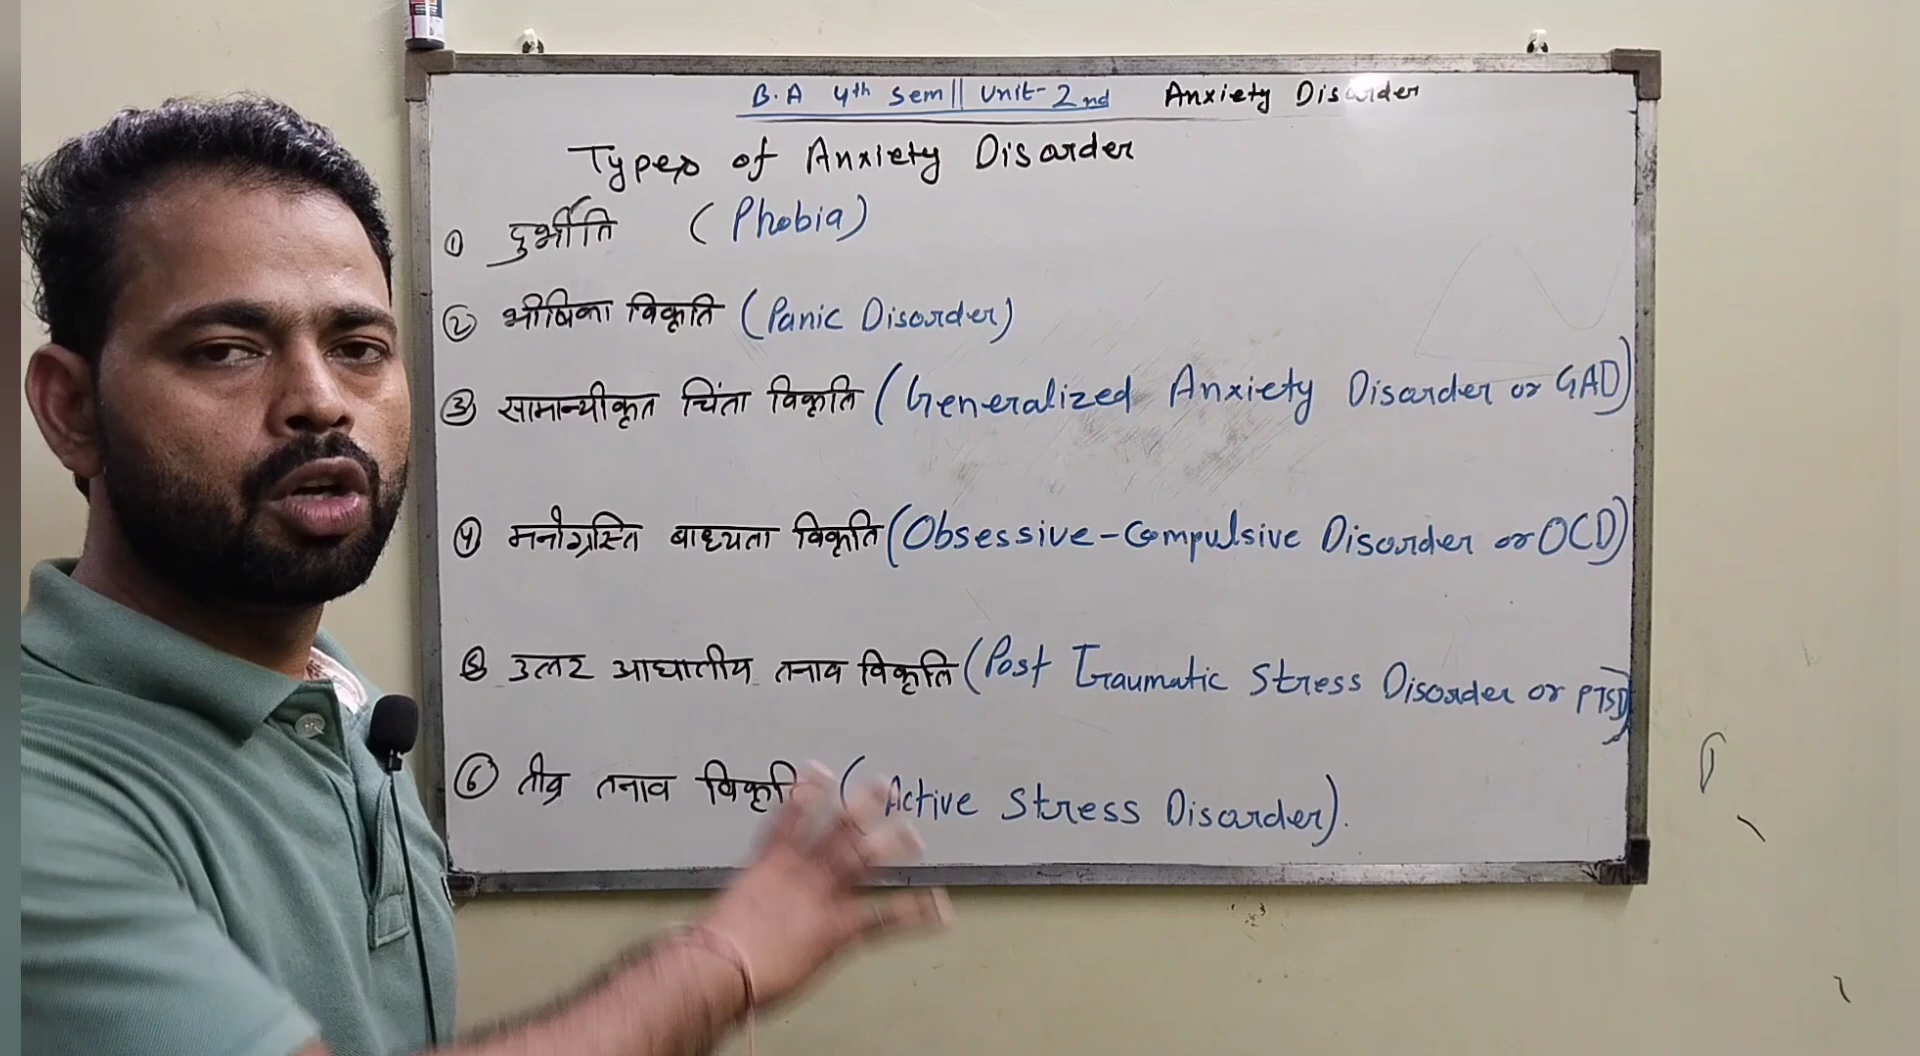 B.A 4th Sem || Unit-2nd Anxiety Disorder
Types of Anxiety Disorder
① दुर्भीति (Phobia)
② भीषिका विकृति (Panic Disorder)
③ सामान्यीकृत चिंता विकृति (Generalized Anxiety Disorder or GAD)
④ मनोग्रस्ति बाध्यता विकृति (Obsessive-Compulsive Disorder or OCD)
⑤ उत्तर आघातीय तनाव विकृति (Post Traumatic Stress Disorder or PTSD)
⑥ तीव्र तनाव विकृति (Active Stress Disorder).